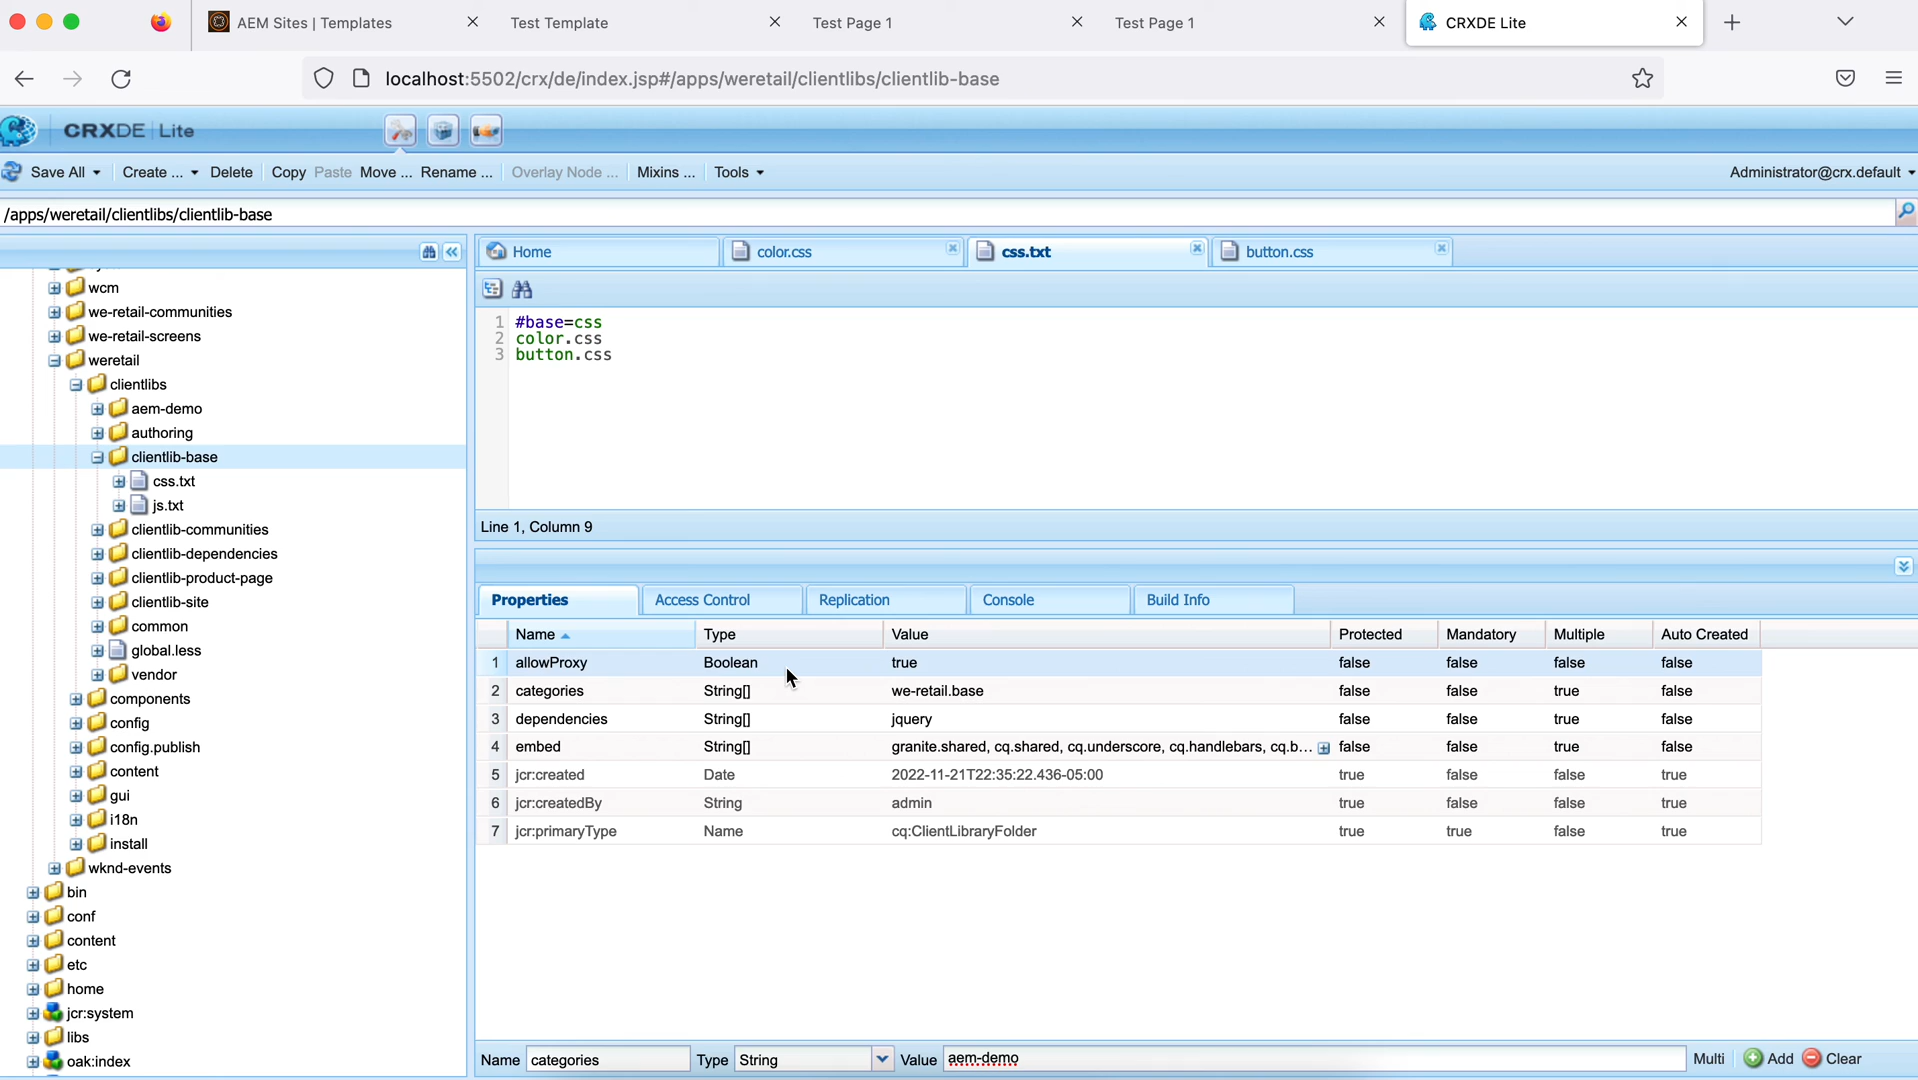 AEM Sites | Templates
Test Template
Test Page 1
Test Page 1
CRXDE Lite
localhost:5502/crx/de/index.jsp#/apps/weretail/clientlibs/clientlib-base
CRXDE | Lite
Save All Create ... Delete Copy Paste Move ... Rename ... Overlay Node ... Mixins ... Tools Administrator@crx.default
/apps/weretail/clientlibs/clientlib-base
wcm
we-retail-communities
we-retail-screens
weretail
clientlibs
aem-demo
authoring
clientlib-base
css.txt
js.txt
clientlib-communities
clientlib-dependencies
clientlib-product-page
clientlib-site
common
global.less
vendor
components
config
config.publish
content
gui
i18n
install
wknd-events
bin
conf
content
etc
home
jcr:system
libs
oak:index
Home color.css css.txt button.css
1 #base=css
2 color.css
3 button.css
Line 1, Column 9
Properties Access Control Replication Console Build Info
Name Type Value Protected Mandatory Multiple Auto Created
1 allowProxy Boolean true false false false false
2 categories String[] we-retail.base false false true false
3 dependencies String[] jquery false false true false
4 embed String[] granite.shared, cq.shared, cq.underscore, cq.handlebars, cq.b... false false true false
5 jcr:created Date 2022-11-21T22:35:22.436-05:00 true false false true
6 jcr:createdBy String admin true false false true
7 jcr:primaryType Name cq:ClientLibraryFolder true true false true
Name categories Type String Value aem-demo Multi Add Clear